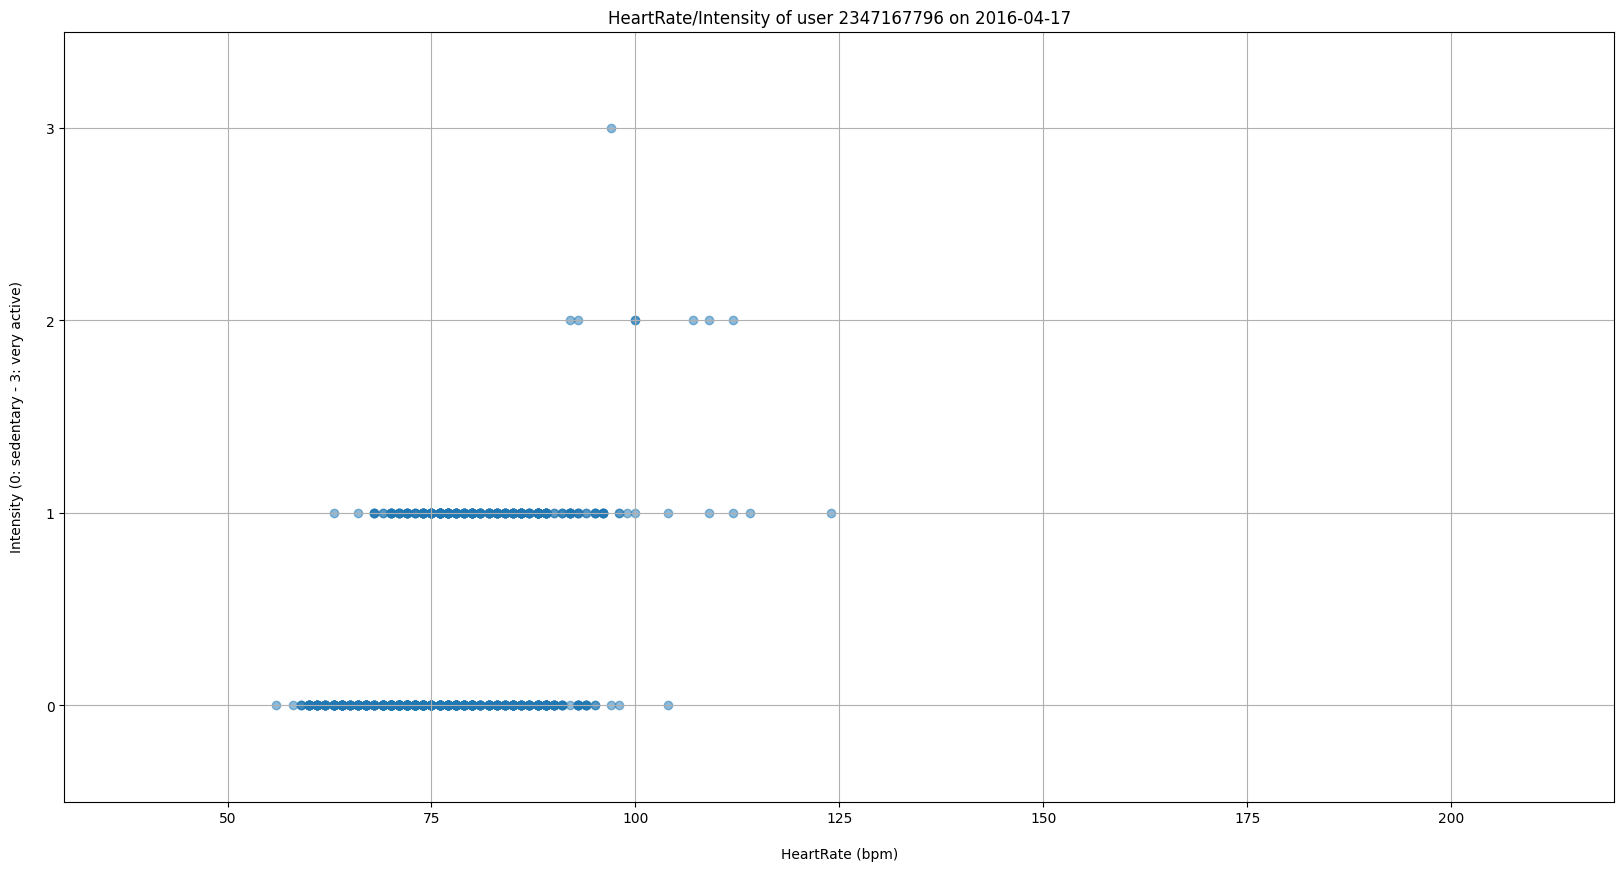 HeartRate/Intensity of user 2347167796 on 2016-04-17
Intensity (0: sedentary - 3: very active)
3
2
1
0
50 75 100 125 150 175 200
HeartRate (bpm)